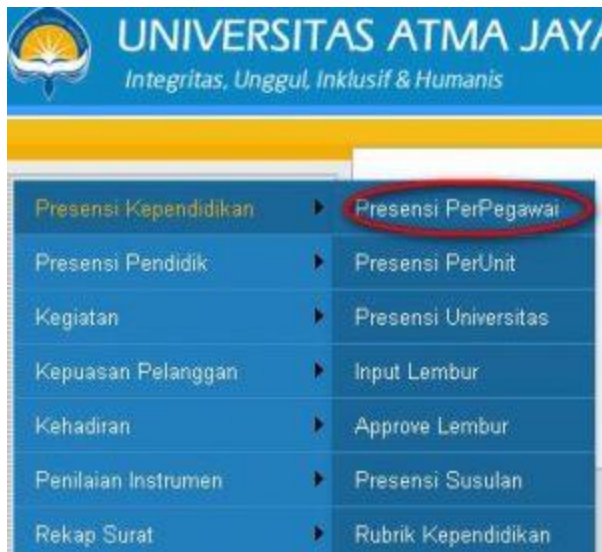 UNIVERSITAS ATMA JAYA
Integritas, Unggul, Inklusif & Humanis
Presensi Kependidikan
Presensi Pendidik
Kegiatan
Kepuasan Pelanggan
Kehadiran
Penilaian Instrumen
Rekap Surat
Presensi PerPegawai
Presensi PerUnit
Presensi Universitas
Input Lembur
Approve Lembur
Presensi Susulan
Rubrik Kependidikan